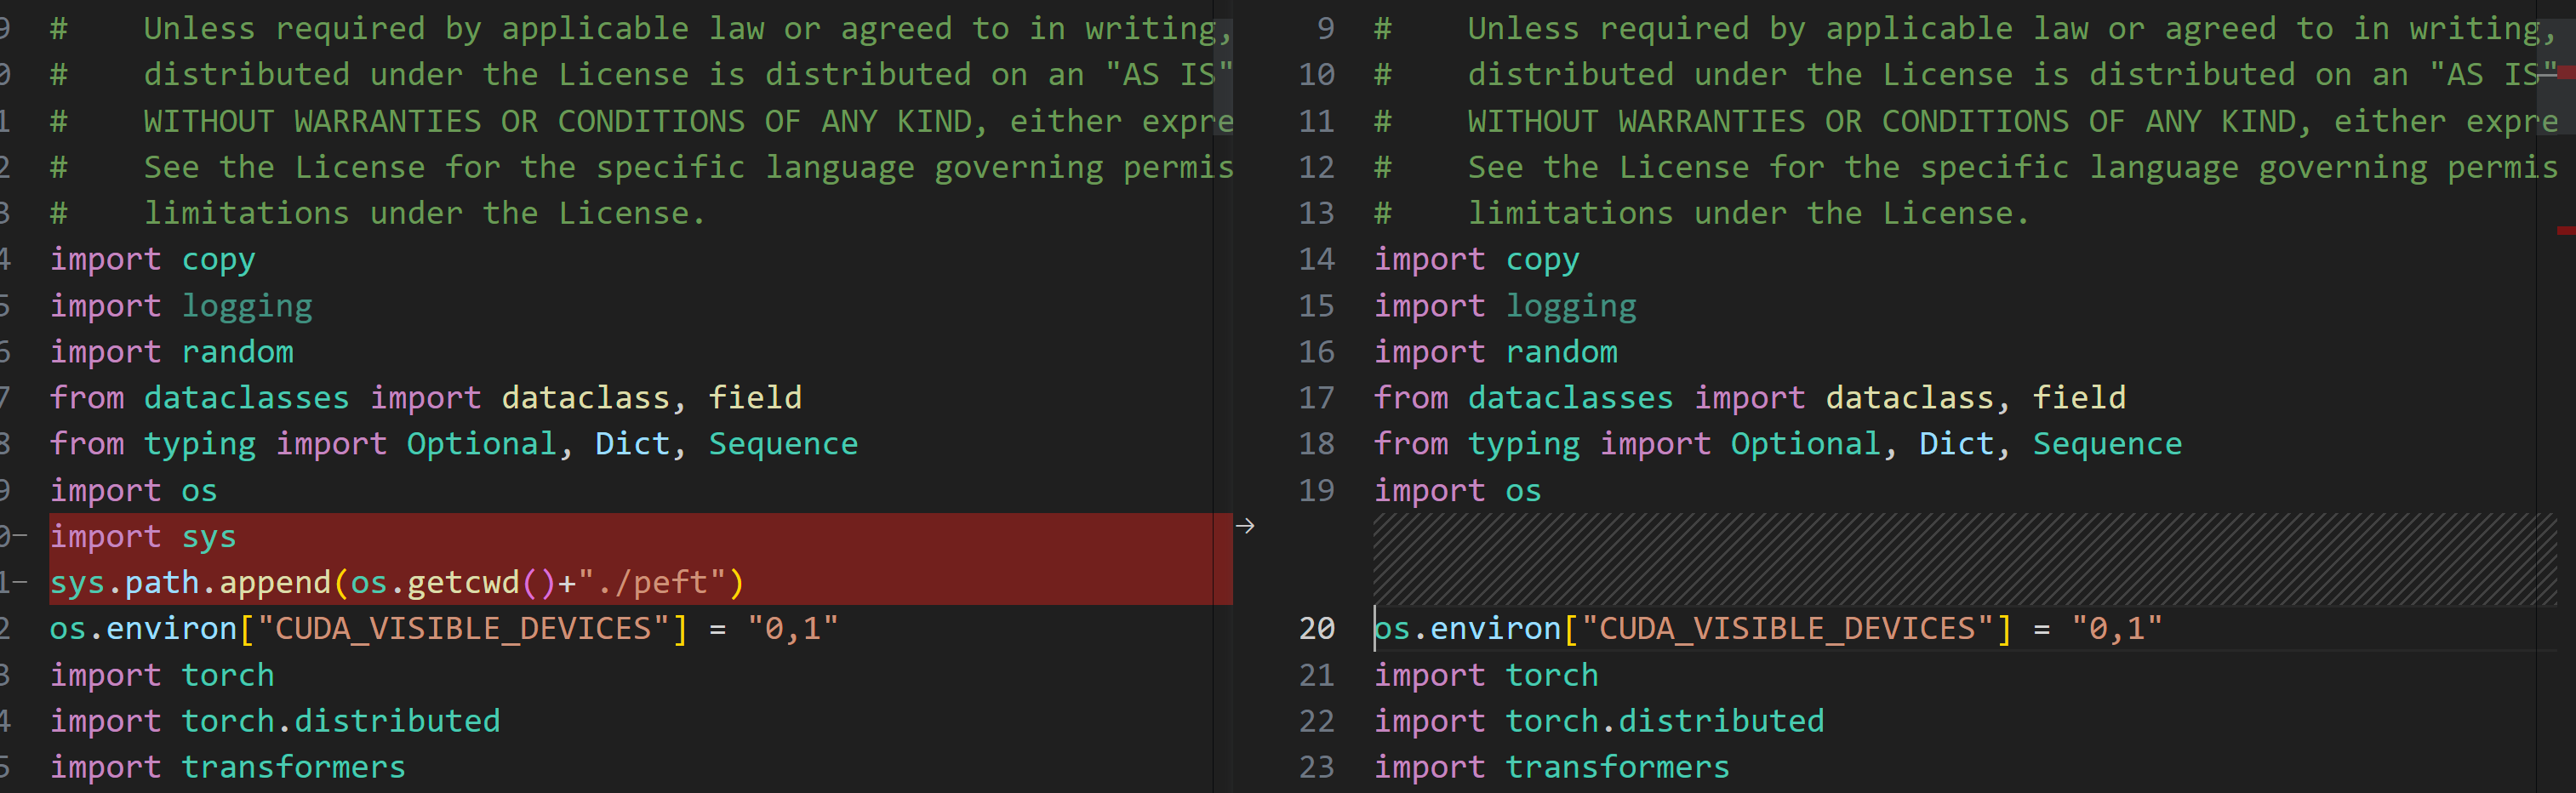 9 #    Unless required by applicable law or agreed to in writing,
0 #    distributed under the License is distributed on an "AS IS"
1 #    WITHOUT WARRANTIES OR CONDITIONS OF ANY KIND, either expre
2 #    See the License for the specific language governing permis
3 #    limitations under the License.
4 import copy
5 import logging
6 import random
7 from dataclasses import dataclass, field
8 from typing import Optional, Dict, Sequence
9 import os
0− import sys
1− sys.path.append(os.getcwd()+"./peft")
2 os.environ["CUDA_VISIBLE_DEVICES"] = "0,1"
3 import torch
4 import torch.distributed
5 import transformers
→
9 #    Unless required by applicable law or agreed to in writing,
10 #    distributed under the License is distributed on an "AS IS"
11 #    WITHOUT WARRANTIES OR CONDITIONS OF ANY KIND, either expre
12 #    See the License for the specific language governing permis
13 #    limitations under the License.
14 import copy
15 import logging
16 import random
17 from dataclasses import dataclass, field
18 from typing import Optional, Dict, Sequence
19 import os
20 os.environ["CUDA_VISIBLE_DEVICES"] = "0,1"
21 import torch
22 import torch.distributed
23 import transformers